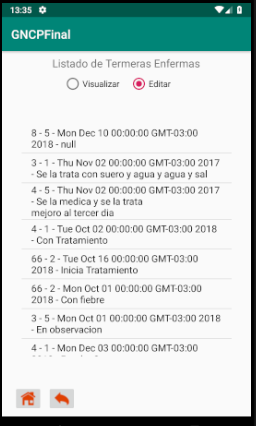 13:35
GNCPFinal
Listado de Termeras Enfermas
Visualizar Editar
8 - 5 - Mon Dec 10 00:00:00 GMT-03:00
2018 - null
3 - 1 - Thu Nov 02 00:00:00 GMT-03:00 2017
- Se la trata con suero y agua y agua y sal
4 - 5 - Thu Nov 02 00:00:00 GMT-03:00 2017
- Se la medica y se la trata
mejoro al tercer dia
4 - 1 - Tue Oct 02 00:00:00 GMT-03:00 2018
- Con Tratamiento
66 - 2 - Tue Oct 16 00:00:00 GMT-03:00
2018 - Inicia Tratamiento
66 - 2 - Mon Oct 01 00:00:00 GMT-03:00
2018 - Con fiebre
3 - 5 - Mon Oct 01 00:00:00 GMT-03:00 2018
- En observacion
4 - 1 - Mon Dec 03 00:00:00 GMT-03:00